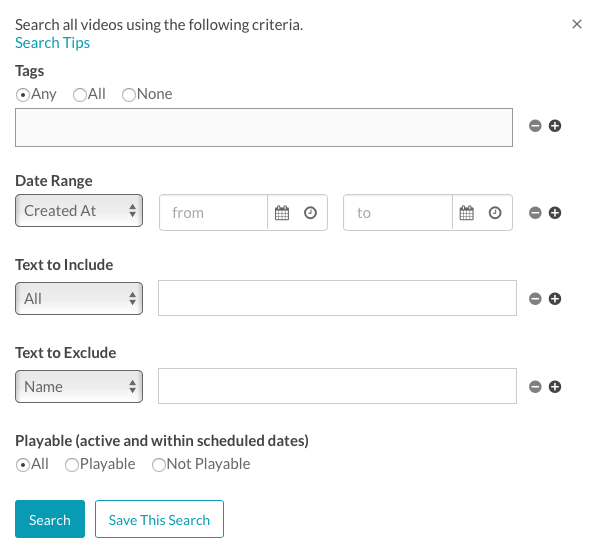 Search all videos using the following criteria.
Search Tips
Tags
Any All None
Date Range
Created At from to
Text to Include
All
Text to Exclude
Name
Playable (active and within scheduled dates)
All Playable Not Playable
Search Save This Search